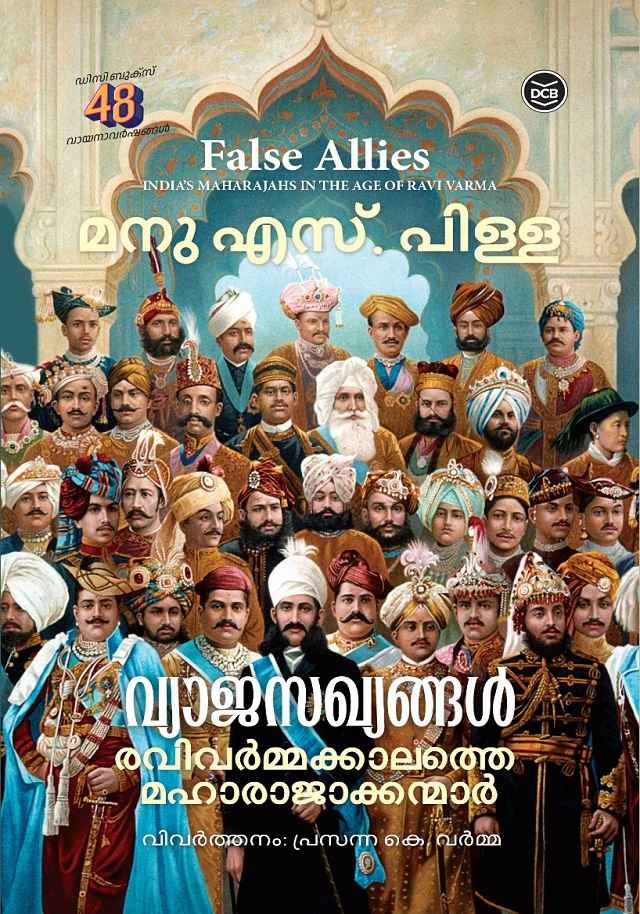 ഡിസി ബുക്സ്
48
വായനാവർഷങ്ങൾ
DCB
False Allies
INDIA'S MAHARAJAHS IN THE AGE OF RAVI VARMA
മനു എസ്. പിള്ള
വ്യാജസഖ്യങ്ങൾ
രവിവർമ്മക്കാലത്തെ
മഹാരാജാക്കന്മാർ
വിവർത്തനം: പ്രസന്ന കെ. വർമ്മ